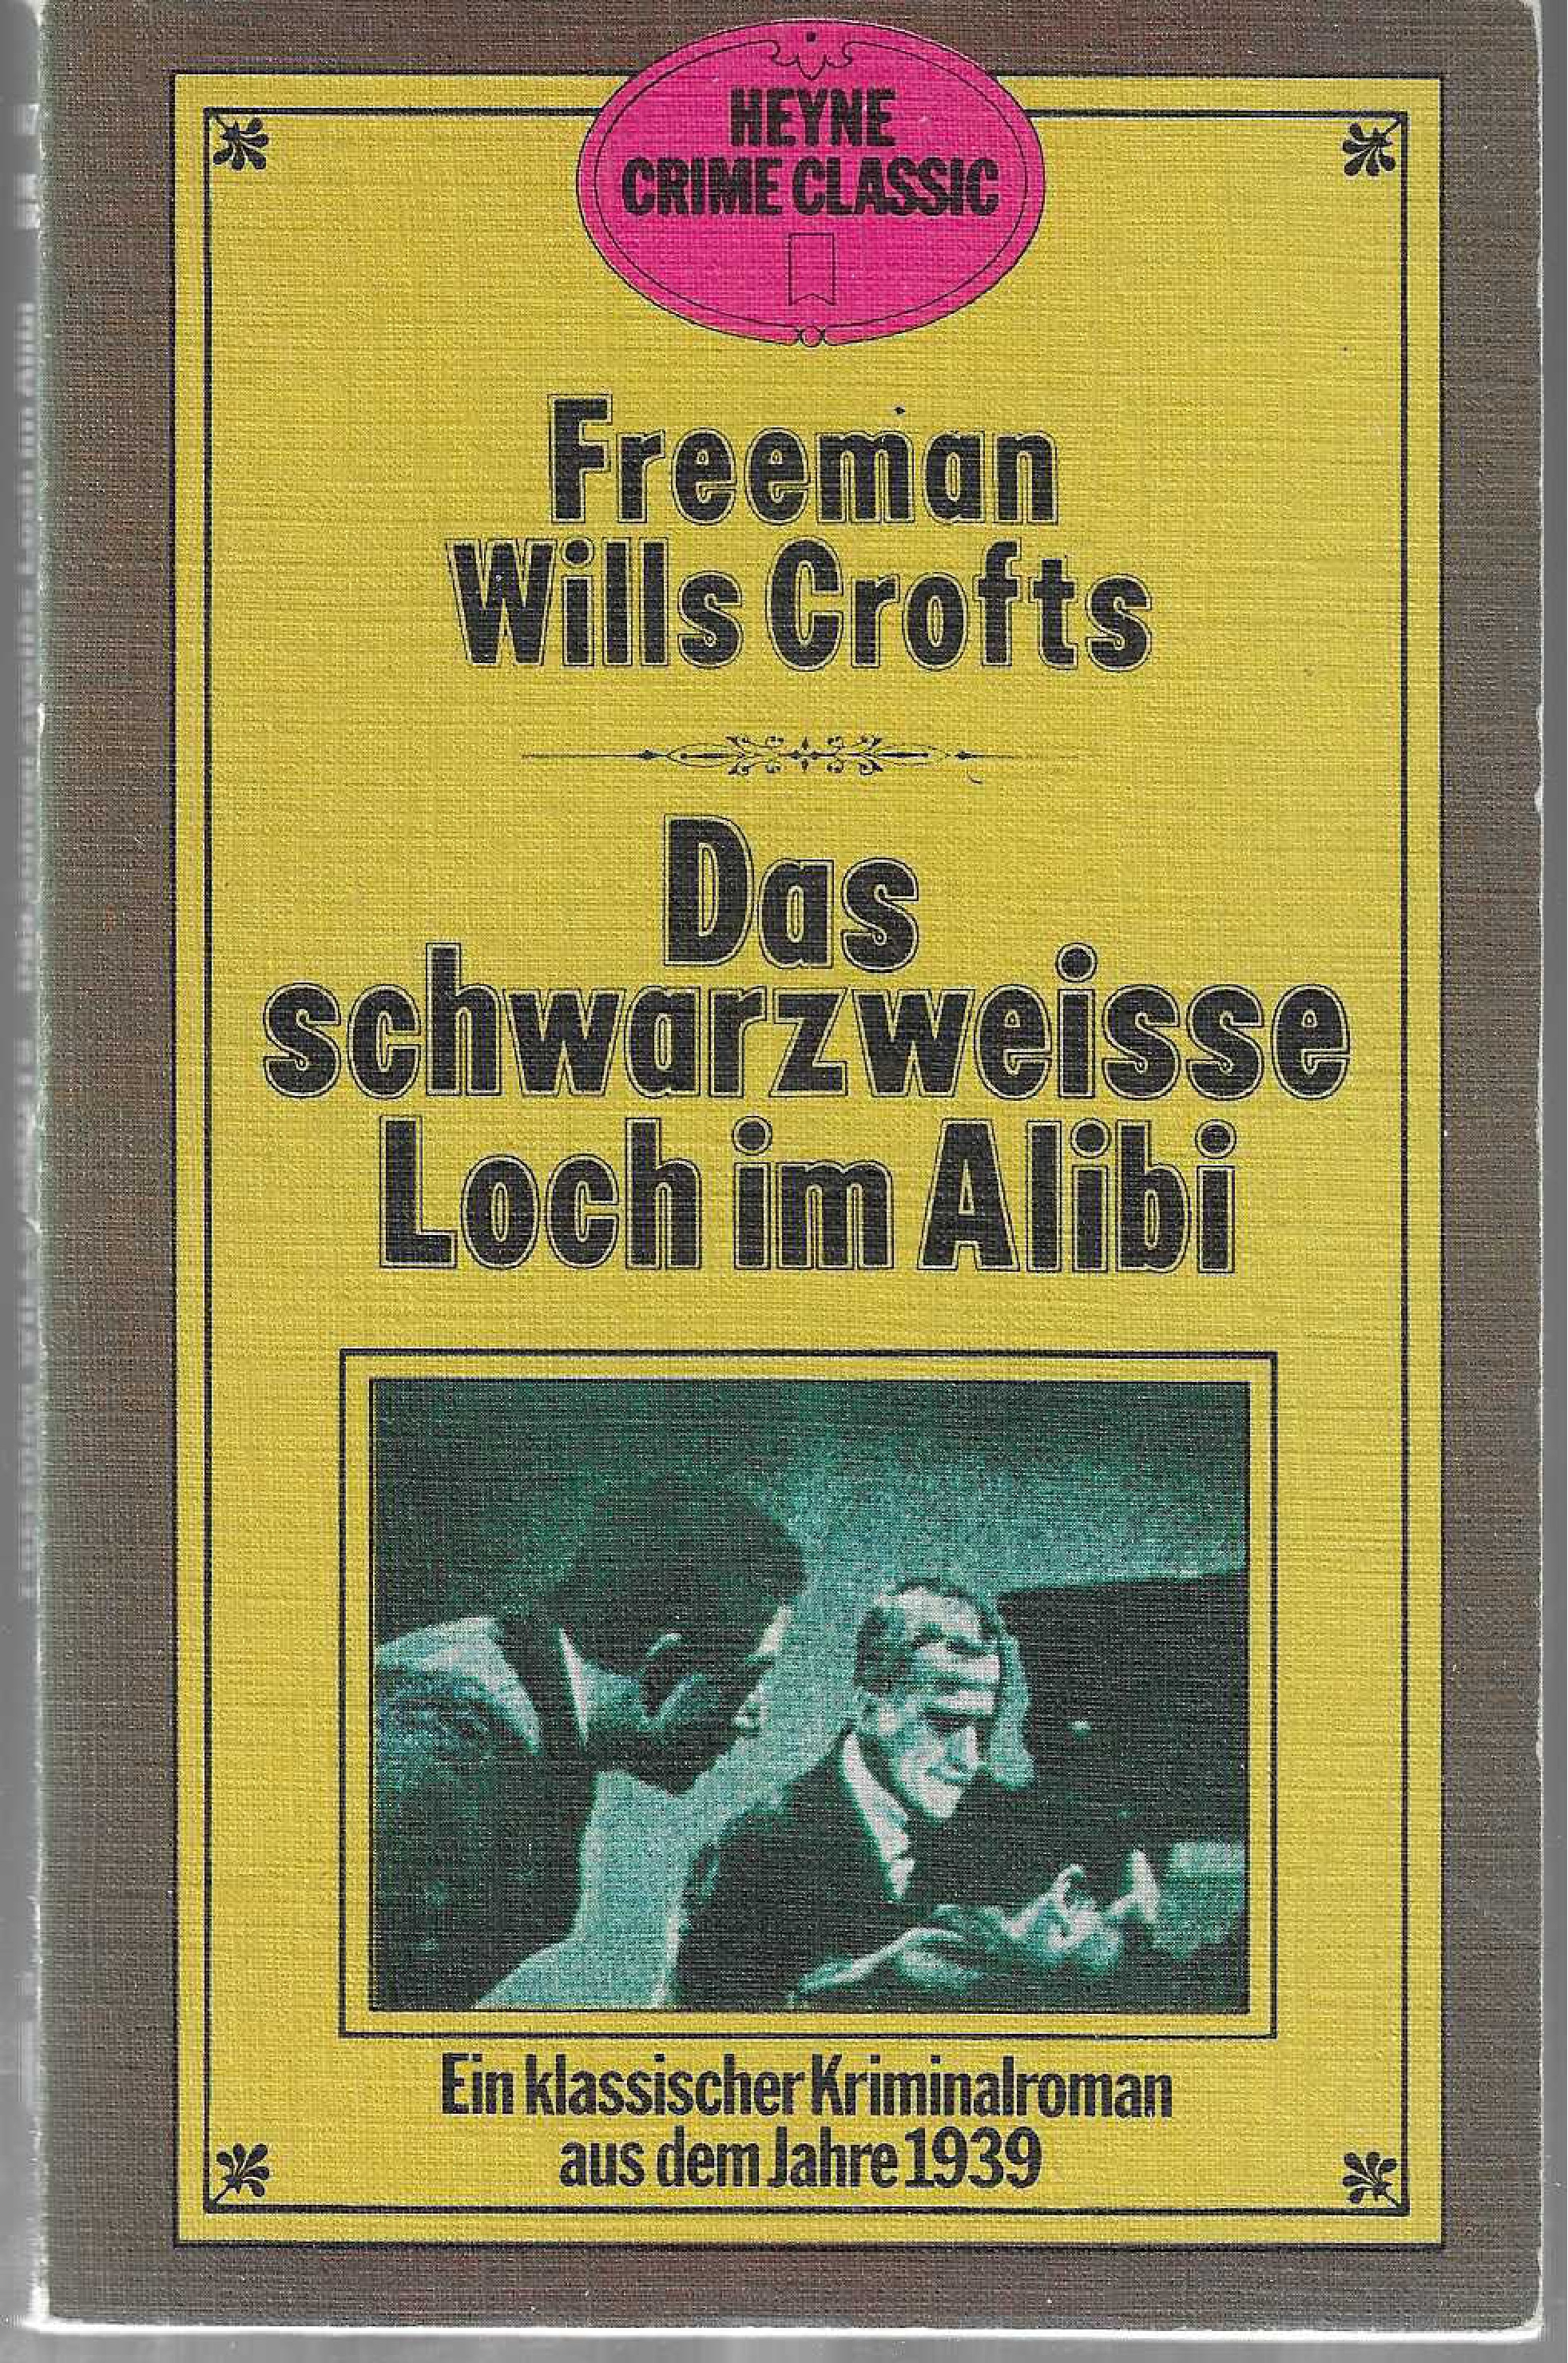 HEYNE
CRIME CLASSIC
Freeman
Wills Crofts
Das
schwarzweisse
Loch im Alibi
Ein klassischer Kriminalroman
aus dem Jahre 1939